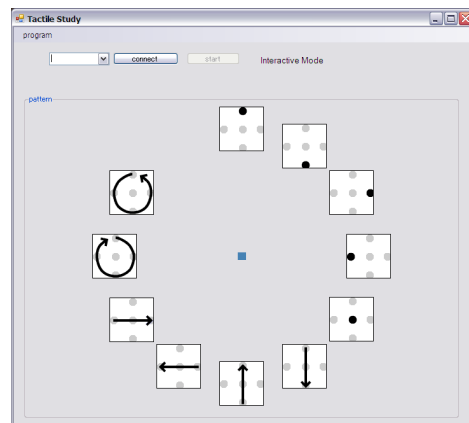 Tactile Study
program
connect
start
Interactive Mode
pattern